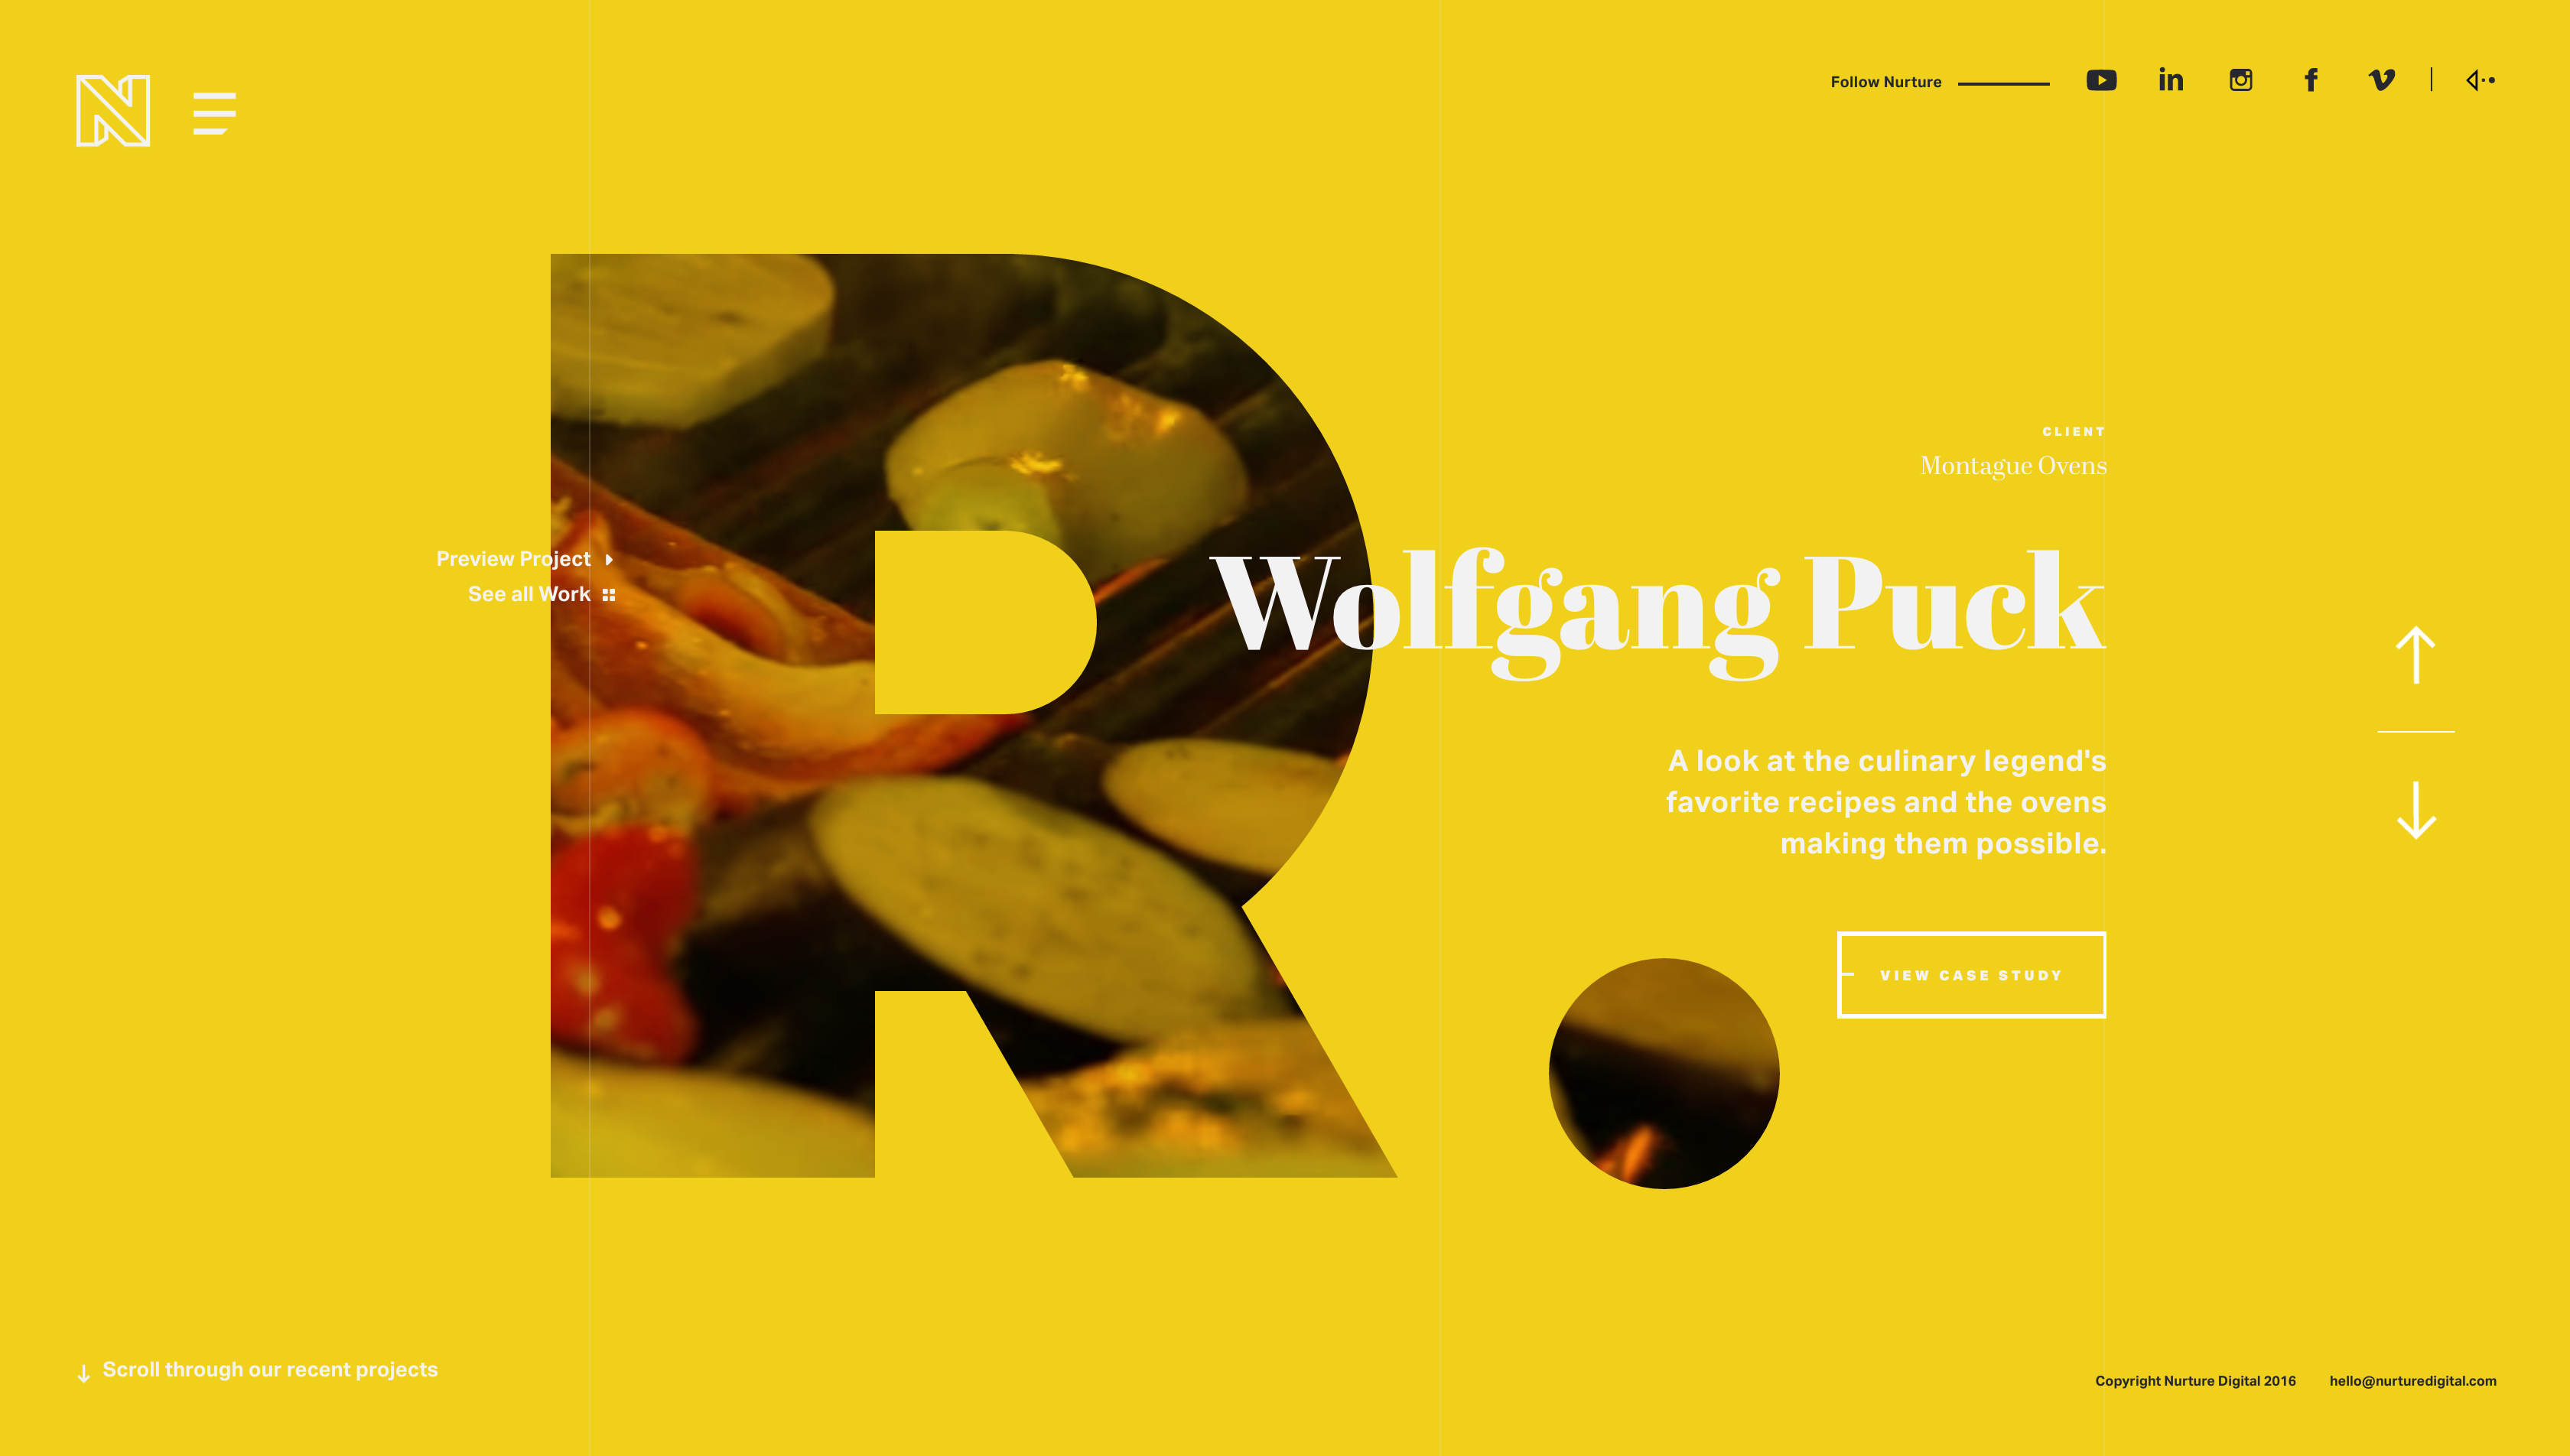 N
Follow Nurture
CLIENT
Montague Ovens
Preview Project
See all Work
R.
Wolfgang Puck
A look at the culinary legend's
favorite recipes and the ovens
making them possible.
VIEW CASE STUDY
Scroll through our recent projects
Copyright Nurture Digital 2016
hello@nurturedigital.com